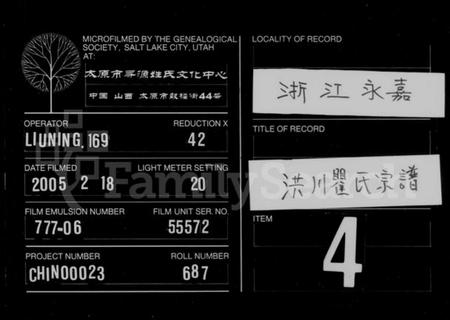 MICROFILMED BY THE GENEALOGICAL
SOCIETY, SALT LAKE CITY, UTAH
AT:
太原市寻源姓氏文化中心
中国 山西 太原市鼓楼街44号
OPERATOR
REDUCTION X
LIUNING, 169
42
DATE FILMED
LIGHT METER SETTING
2005 2 18
20
FILM EMULSION NUMBER
FILM UNIT SER. NO.
777-06
55572
PROJECT NUMBER
ROLL NUMBER
CHIN00023
687
LOCALITY OF RECORD
浙江永嘉
TITLE OF RECORD
洪川瞿氏宗譜
ITEM
4
FamilySearch